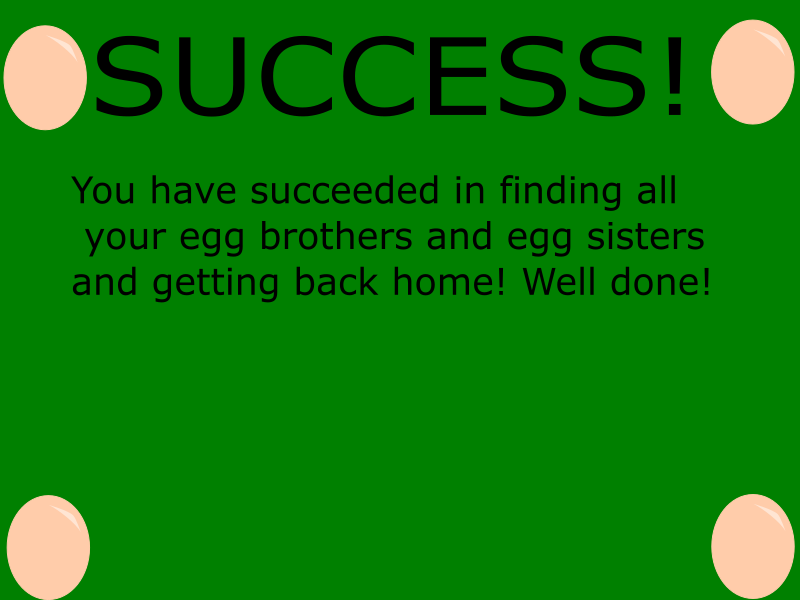 SUCCESS!
You have succeeded in finding all
your egg brothers and egg sisters
and getting back home! Well done!